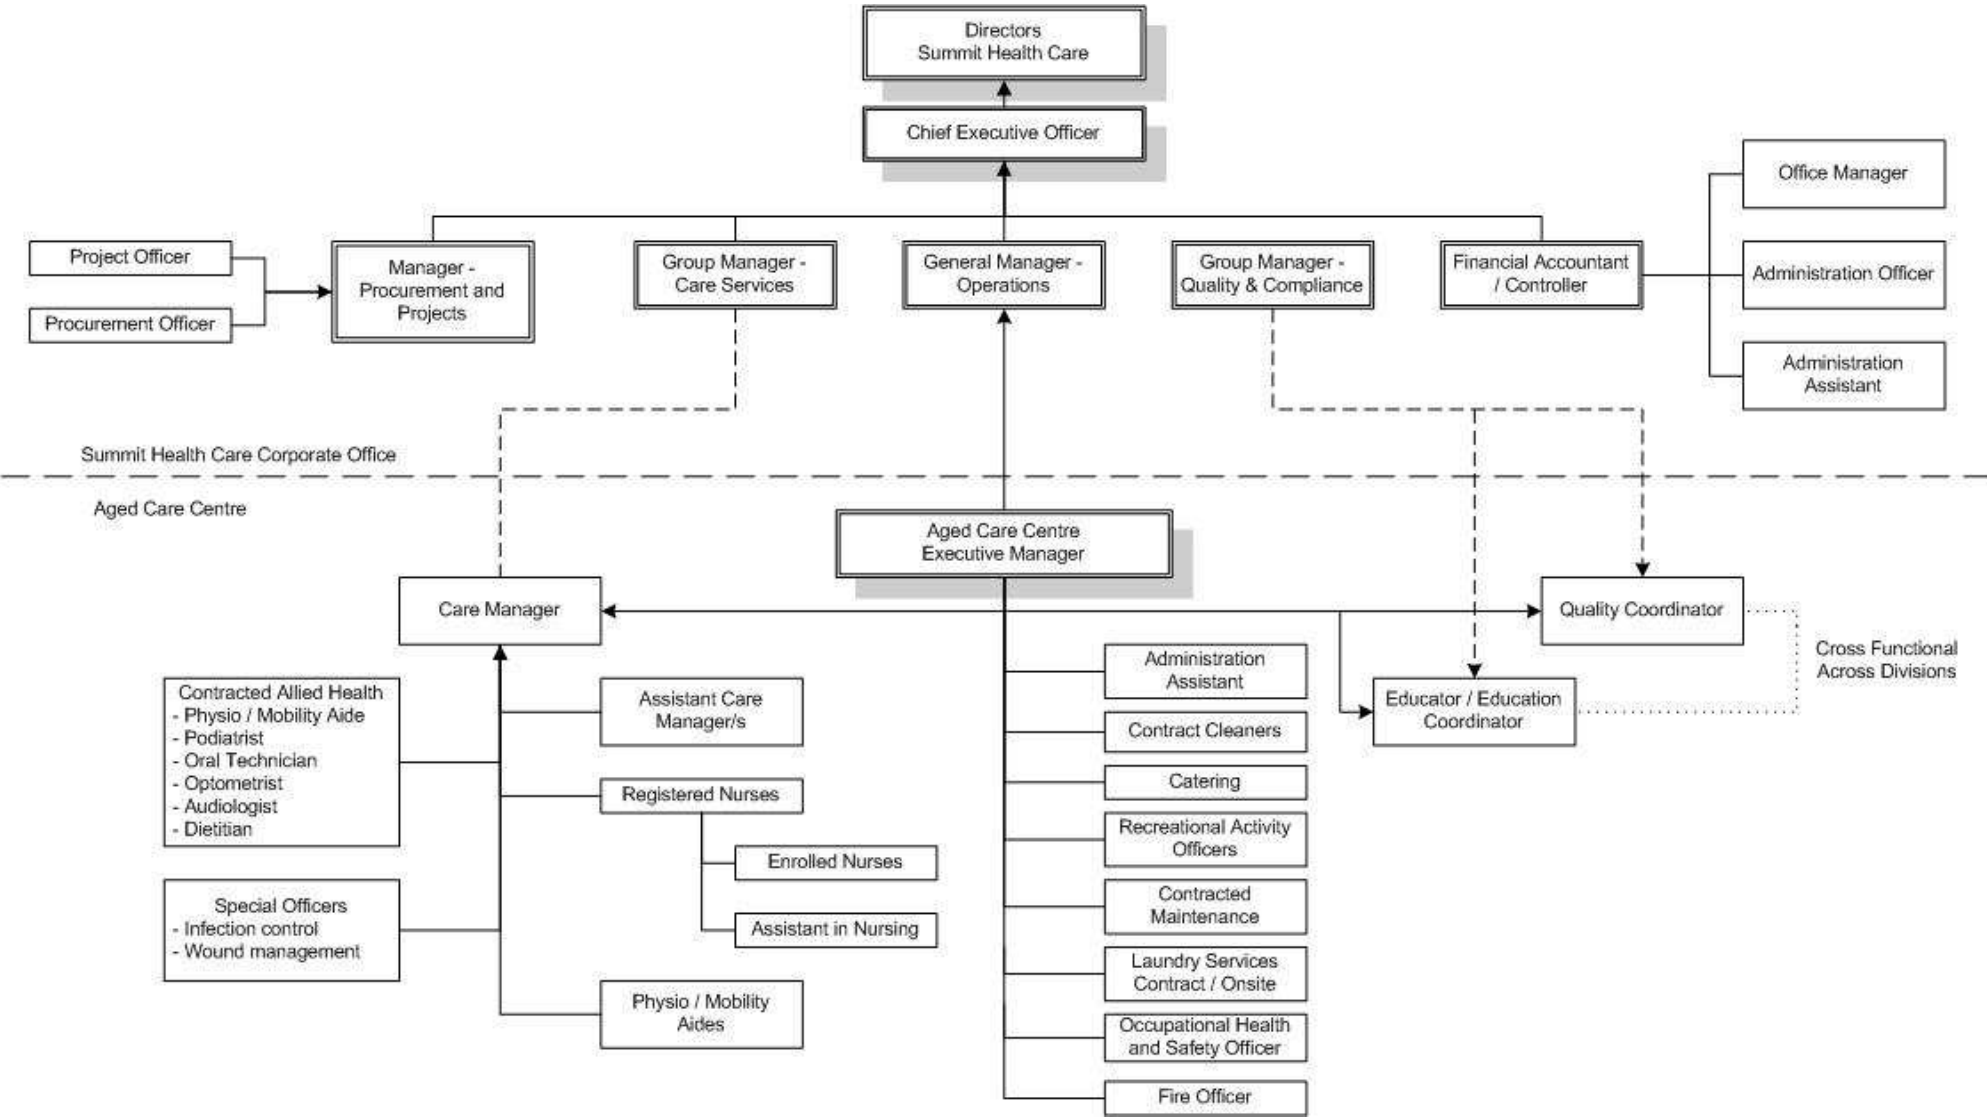 Directors
Summit Health Care
Chief Executive Officer
Office Manager
Project Officer
Procurement Officer
Manager -
Procurement and
Projects
Group Manager -
Care Services
General Manager -
Operations
Group Manager -
Quality & Compliance
Financial Accountant
/ Controller
Administration Officer
Administration
Assistant
Summit Health Care Corporate Office
Aged Care Centre
Aged Care Centre
Executive Manager
Care Manager
Quality Coordinator
Cross Functional
Across Divisions
Educator / Education
Coordinator
Contracted Allied Health
- Physio / Mobility Aide
- Podiatrist
- Oral Technician
- Optometrist
- Audiologist
- Dietitian
Special Officers
- Infection control
- Wound management
Assistant Care
Manager/s
Registered Nurses
Enrolled Nurses
Assistant in Nursing
Physio / Mobility
Aides
Administration
Assistant
Contract Cleaners
Catering
Recreational Activity
Officers
Contracted
Maintenance
Laundry Services
Contract / Onsite
Occupational Health
and Safety Officer
Fire Officer